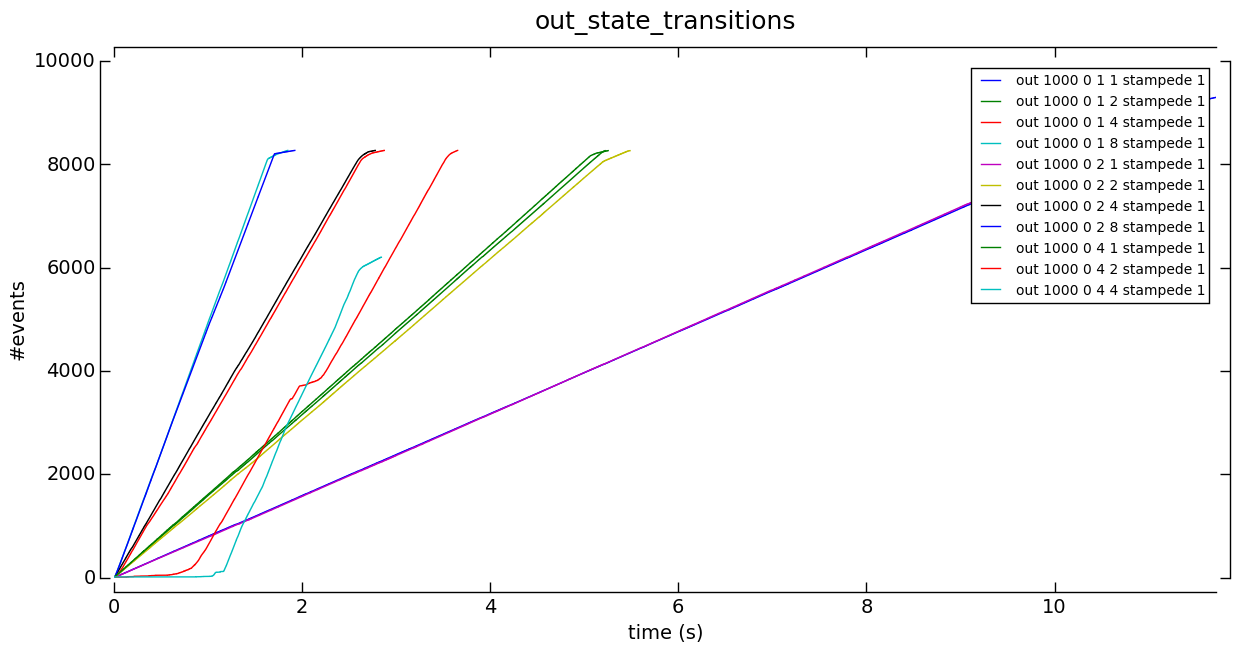 out_state_transitions
10000
8000
6000
4000
2000
0
#events
0 2 4 6 8 10
time (s)
out 1000 0 1 1 stampede 1
out 1000 0 1 2 stampede 1
out 1000 0 1 4 stampede 1
out 1000 0 1 8 stampede 1
out 1000 0 2 1 stampede 1
out 1000 0 2 2 stampede 1
out 1000 0 2 4 stampede 1
out 1000 0 2 8 stampede 1
out 1000 0 4 1 stampede 1
out 1000 0 4 2 stampede 1
out 1000 0 4 4 stampede 1